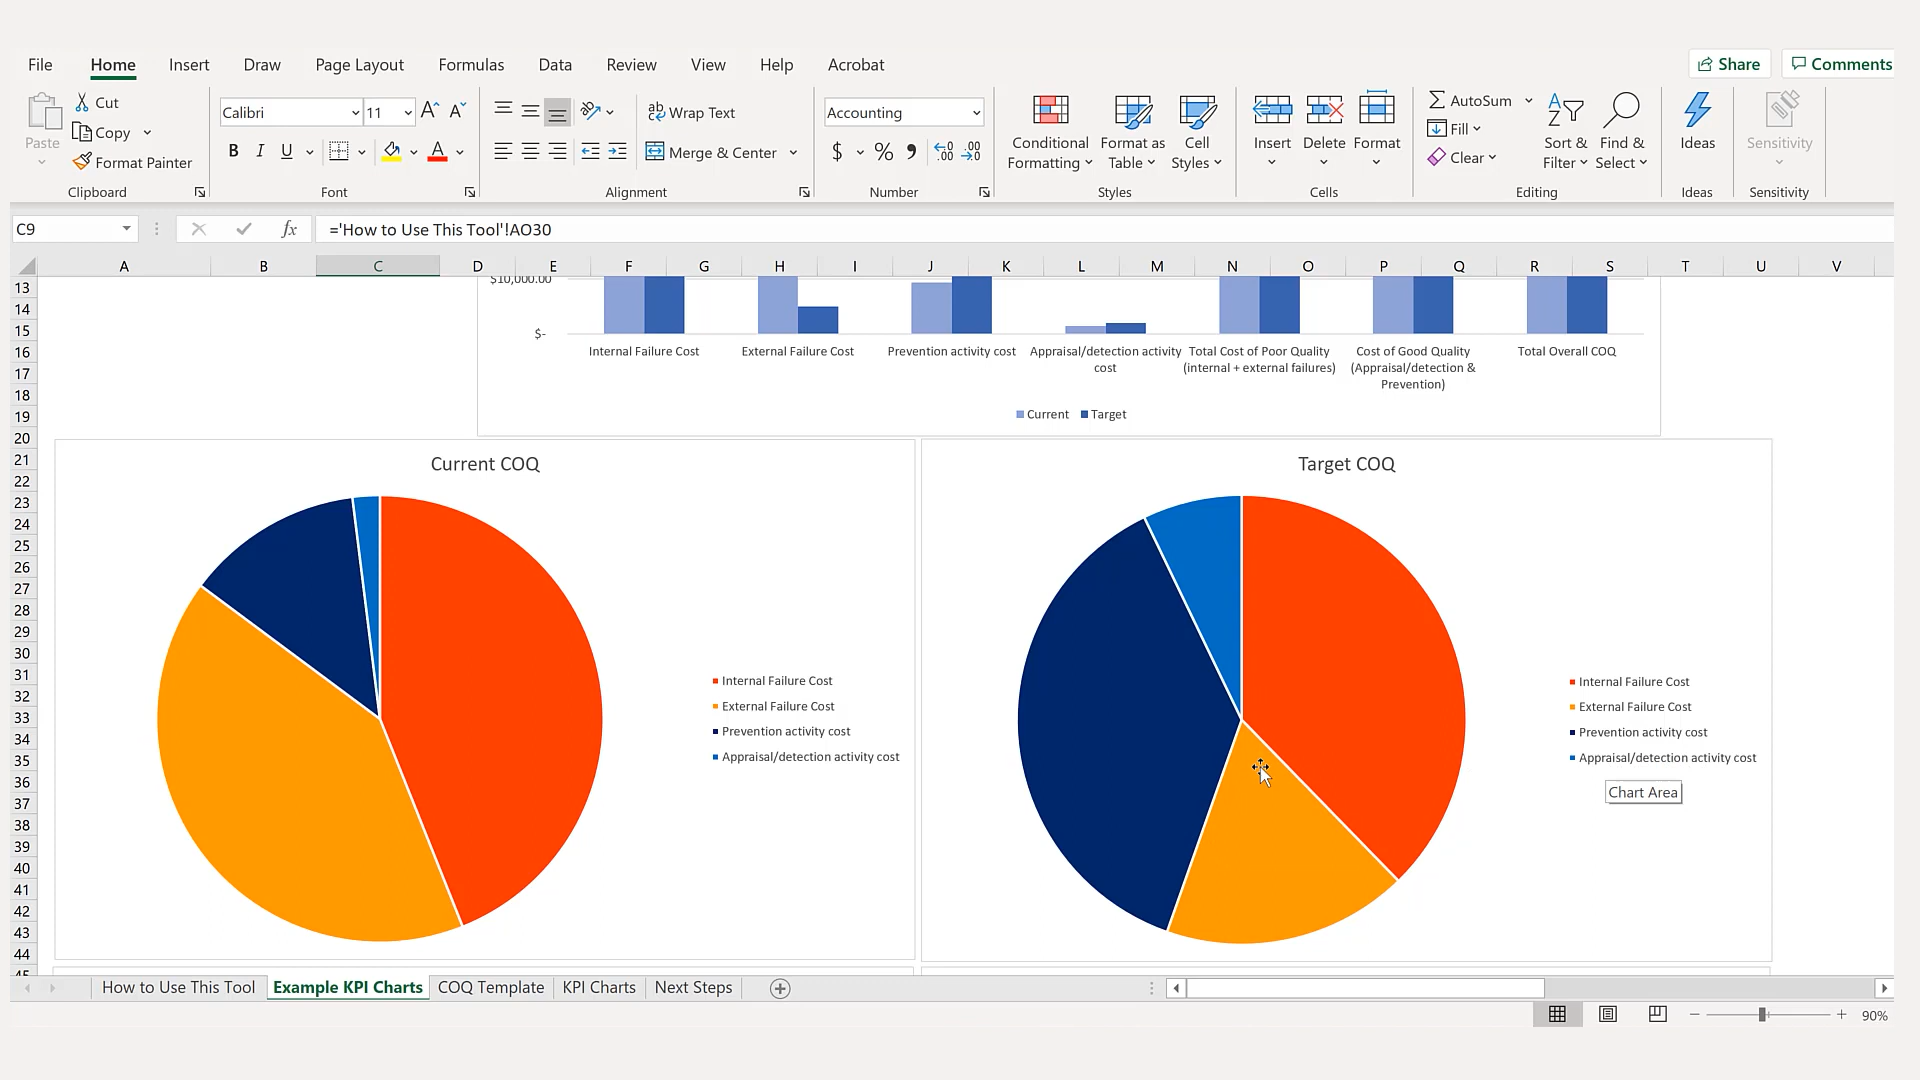 File Home Insert Draw Page Layout Formulas Data Review View Help Acrobat Share Comments
Paste Cut Copy Format Painter Clipboard
Calibri 11 A A B I U A Font
ab Wrap Text Merge & Center Alignment
Accounting $ % Number
Conditional Formatting Format as Table Cell Styles Styles
Insert Delete Format Cells
AutoSum Fill Clear Sort & Filter Find & Select Editing
Ideas Ideas
Sensitivity Sensitivity
C9 fx ='How to Use This Tool'!AO30
A B C D E F G H I J K L M N O P Q R S T U V
13
14
15
16
17
18
19
20
21
22
23
24
25
26
27
28
29
30
31
32
33
34
35
36
37
38
39
40
41
42
43
44
45
$10,000.00
$-
Internal Failure Cost
External Failure Cost
Prevention activity cost
Appraisal/detection activity
cost
Total Cost of Poor Quality
(internal + external failures)
Cost of Good Quality
(Appraisal/detection &
Prevention)
Total Overall COQ
Current Target
Current COQ
Internal Failure Cost
External Failure Cost
Prevention activity cost
Appraisal/detection activity cost
Target COQ
Internal Failure Cost
External Failure Cost
Prevention activity cost
Appraisal/detection activity cost
Chart Area
How to Use This Tool Example KPI Charts COQ Template KPI Charts Next Steps
90%